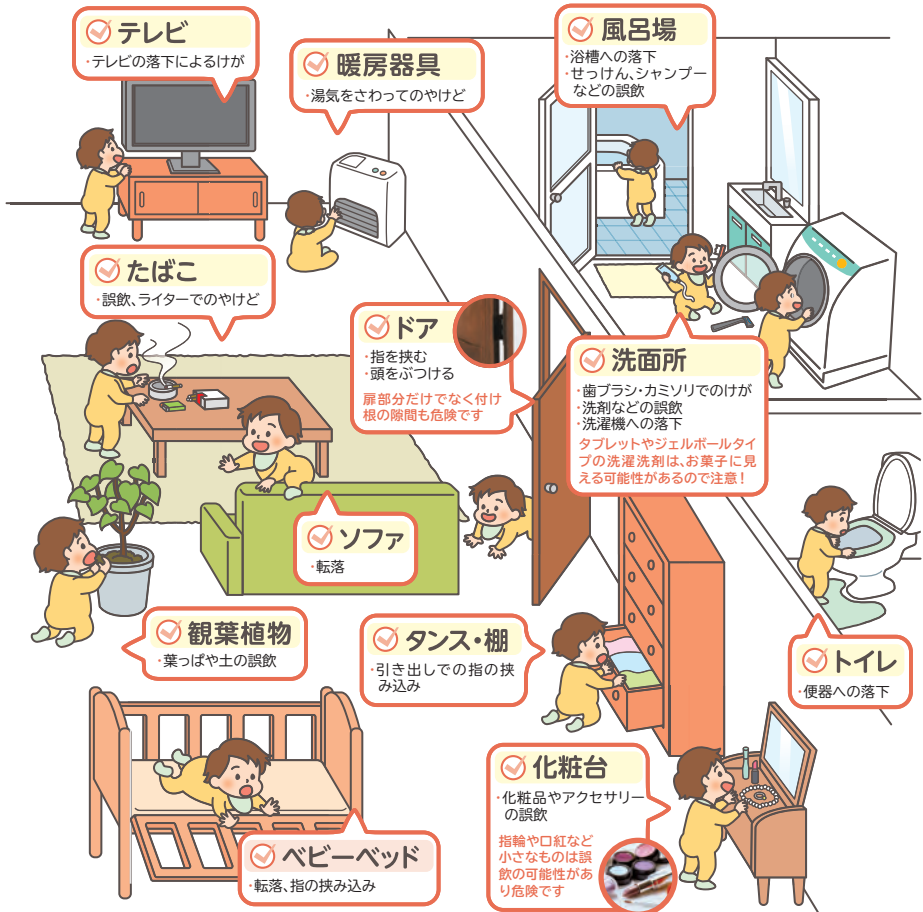 テレビ
・テレビの落下によるけが
暖房器具
・湯気をさわってのやけど
風呂場
・浴槽への落下
・せっけん、シャンプー
などの誤飲
たばこ
・誤飲、ライターでのやけど
ドア
・指を挟む
・頭をぶつける
扉部分だけでなく付け
根の隙間も危険です
洗面所
・歯ブラシ・カミソリでのけが
・洗剤などの誤飲
・洗濯機への落下
タブレットやジェルボールタイ
プの洗濯洗剤は、お菓子に見
える可能性があるので注意！
ソファ
・転落
観葉植物
・葉っぱや土の誤飲
タンス・棚
・引き出しでの指の挟
み込み
トイレ
・便器への落下
化粧台
・化粧品やアクセサリー
の誤飲
指輪や口紅など
小さなものは誤
飲の可能性があ
り危険です
ベビーベッド
・転落、指の挟み込み